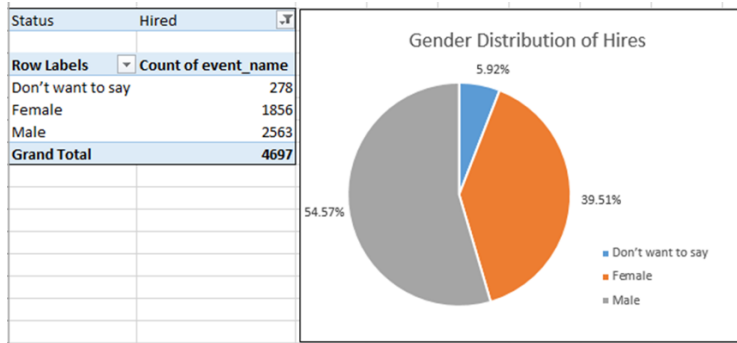 Status Hired
Row Labels Count of event_name
Don't want to say 278
Female 1856
Male 2563
Grand Total 4697
Gender Distribution of Hires
5.92%
39.51%
54.57%
Don't want to say
Female
Male